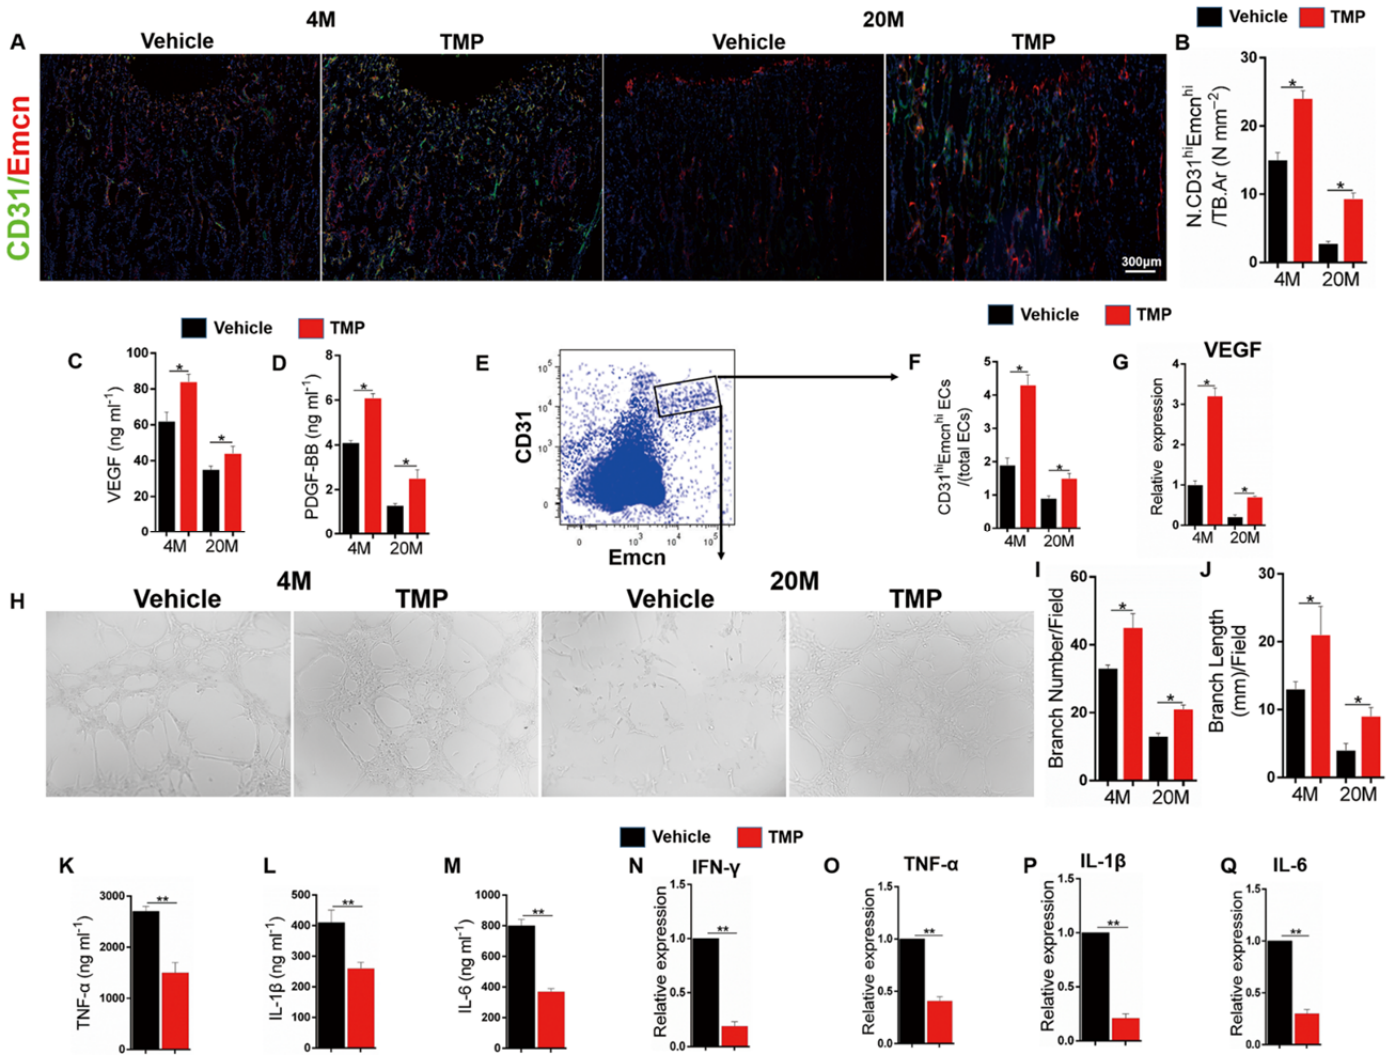 4M
20M
Vehicle
TMP
A
Vehicle
TMP
Vehicle
TMP
CD31/Emcn
300μm
B
N.CD31hiEmcnhi
/TB.Ar (N mm−2)
30
20
10
0
*
*
4M
20M
Vehicle
TMP
C
VEGF (ng ml-1)
100
80
60
40
20
0
*
*
4M
20M
D
PDGF-BB (ng ml-1)
8
6
4
2
0
*
*
4M
20M
E
CD31
105
104
103
0
0
103
104
105
Emcn
Vehicle
TMP
F
CD31hiEmcnhi ECs
/(total ECs)
5
4
3
2
1
0
*
*
4M
20M
G
VEGF
Relative expression
4
3
2
1
0
*
*
4M
20M
H
4M
20M
Vehicle
TMP
Vehicle
TMP
I
Branch Number/Field
60
40
20
0
*
*
4M
20M
J
Branch Length
(mm)/Field
30
20
10
0
*
*
4M
20M
Vehicle
TMP
K
TNF-α (ng ml-1)
3000
2000
1000
0
**
L
IL-1β (ng ml-1)
500
400
300
200
100
0
**
M
IL-6 (ng ml-1)
1000
800
600
400
200
0
**
N
IFN-γ
Relative expression
1.5
1.0
0.5
0.0
**
O
TNF-α
Relative expression
1.5
1.0
0.5
0.0
**
P
IL-1β
Relative expression
1.5
1.0
0.5
0.0
**
Q
IL-6
Relative expression
1.5
1.0
0.5
0.0
**